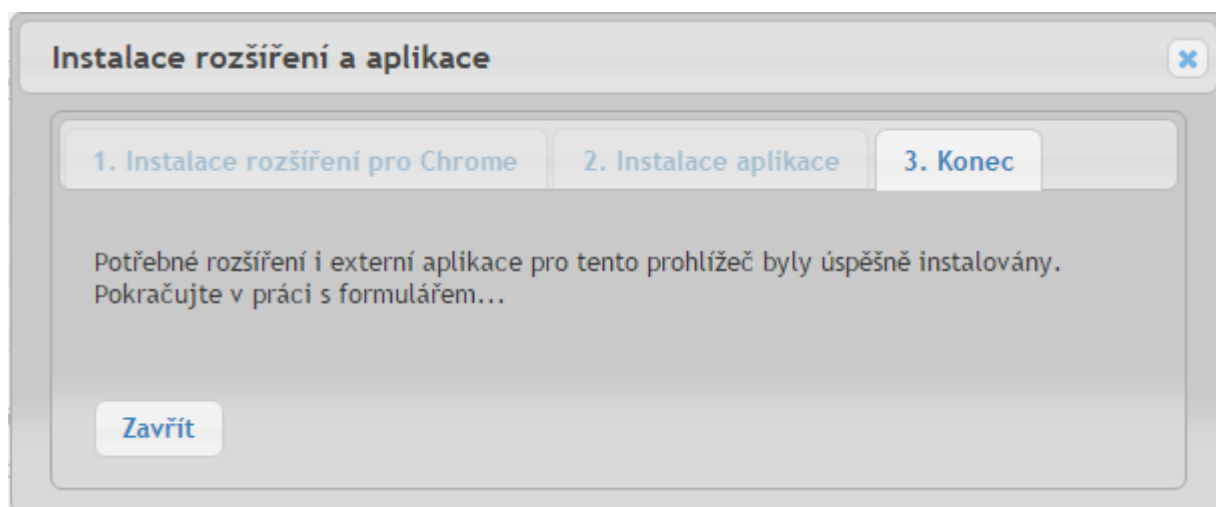 Instalace rozšíření a aplikace
1. Instalace rozšíření pro Chrome
2. Instalace aplikace
3. Konec
Potřebné rozšíření i externí aplikace pro tento prohlížeč byly úspěšně instalovány.
Pokračujte v práci s formulářem...
Zavřít